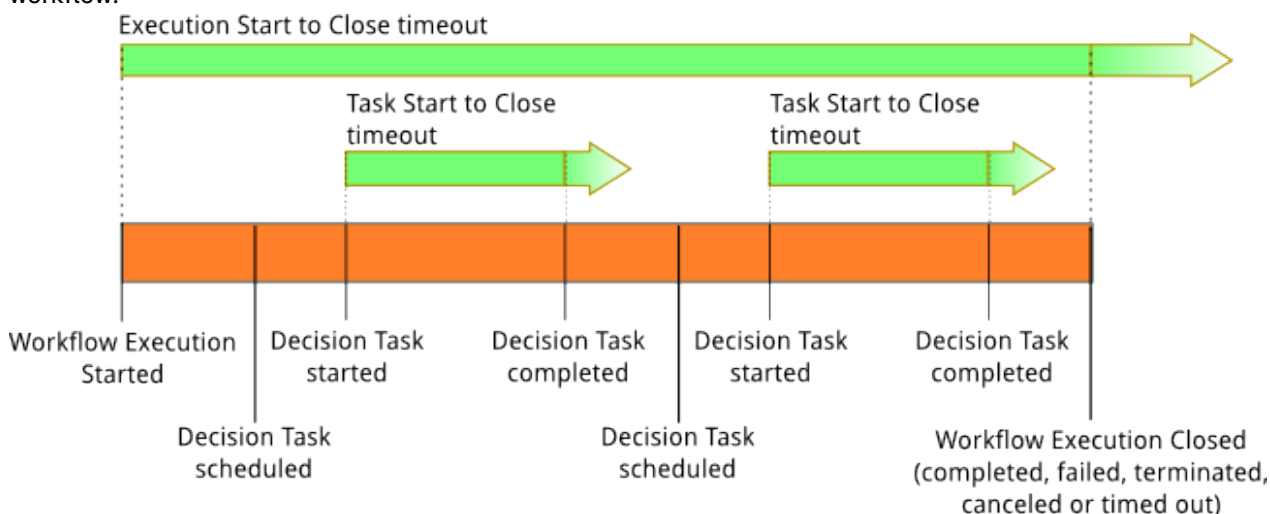 workflow.
Execution Start to Close timeout
Task Start to Close
timeout
Task Start to Close
timeout
Workflow Execution
Started
Decision Task
scheduled
Decision Task
started
Decision Task
completed
Decision Task
scheduled
Decision Task
started
Decision Task
completed
Workflow Execution Closed
(completed, failed, terminated,
canceled or timed out)